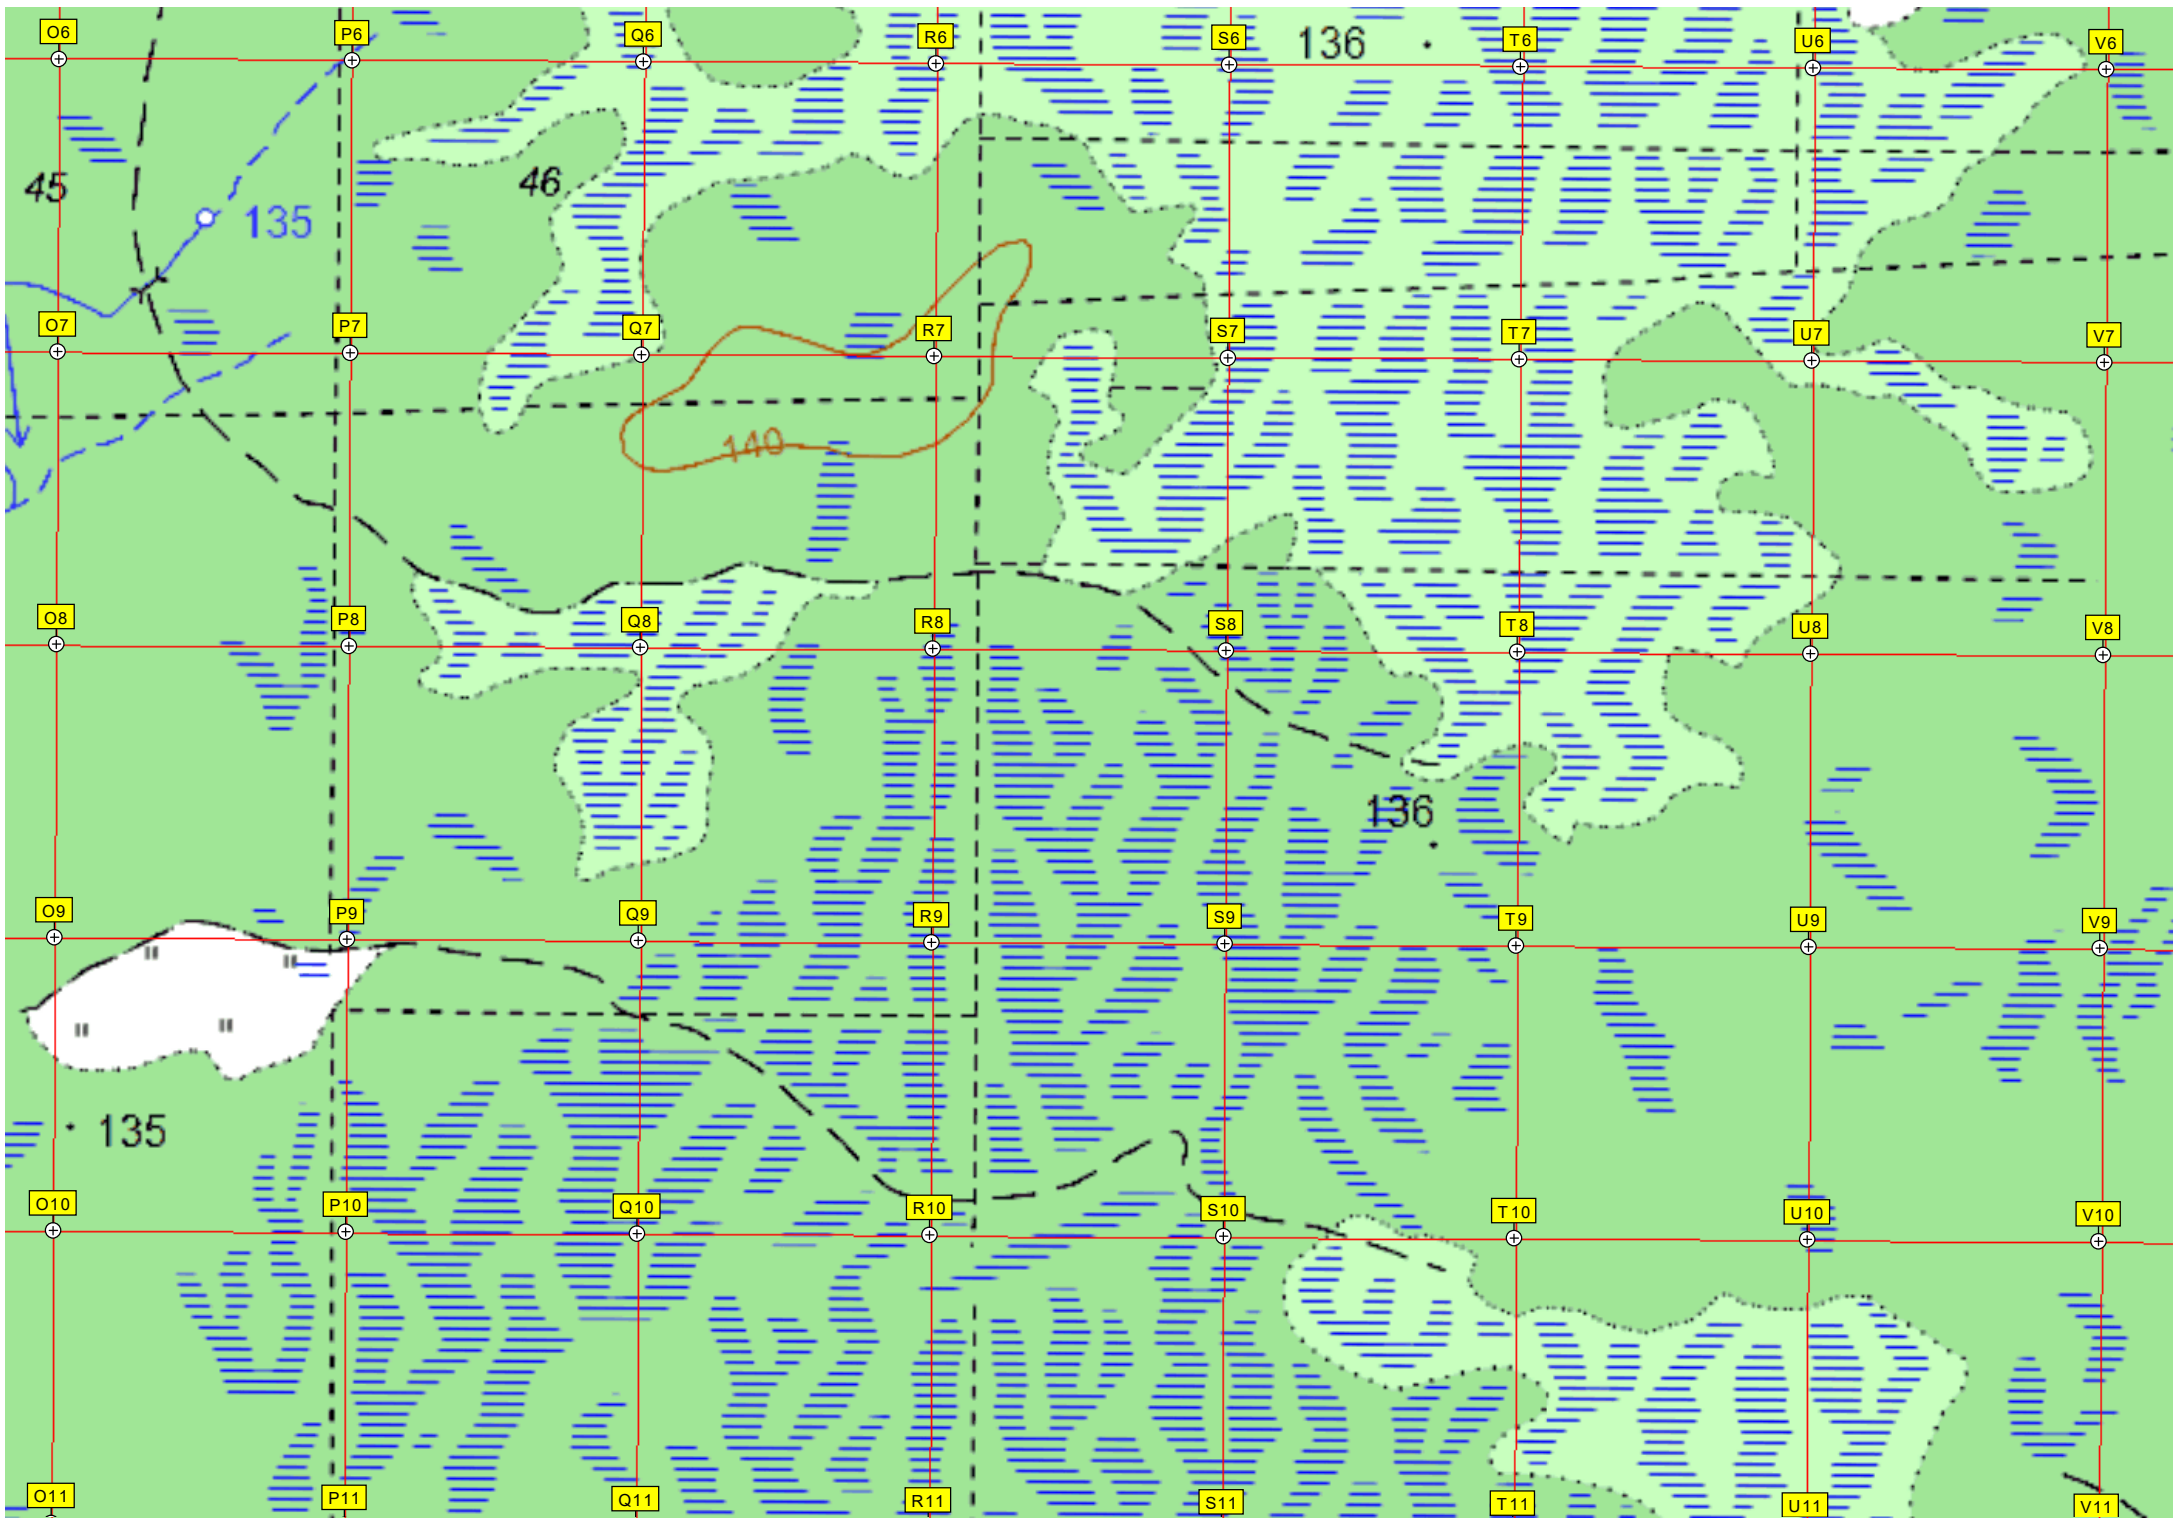 O6 P6 Q6 R6 S6 136 T6 U6 V6
45 46
135
O7 P7 Q7 R7 S7 T7 U7 V7
140
O8 P8 Q8 R8 S8 T8 U8 V8
136
O9 P9 Q9 R9 S9 T9 U9 V9
135
O10 P10 Q10 R10 S10 T10 U10 V10
O11 P11 Q11 R11 S11 T11 U11 V11